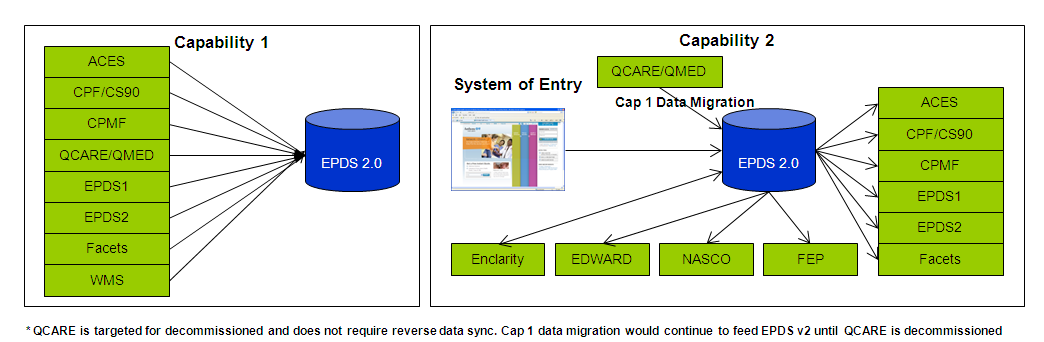 Capability 1
ACES
CPF/CS90
CPMF
QCARE/QMED
EPDS1
EPDS2
Facets
WMS
EPDS 2.0
Capability 2
System of Entry
QCARE/QMED
Cap 1 Data Migration
EPDS 2.0
ACES
CPF/CS90
CPMF
EPDS1
EPDS2
Facets
Enclarity
EDWARD
NASCO
FEP
* QCARE is targeted for decommissioned and does not require reverse data sync. Cap 1 data migration would continue to feed EPDS v2 until QCARE is decommissioned